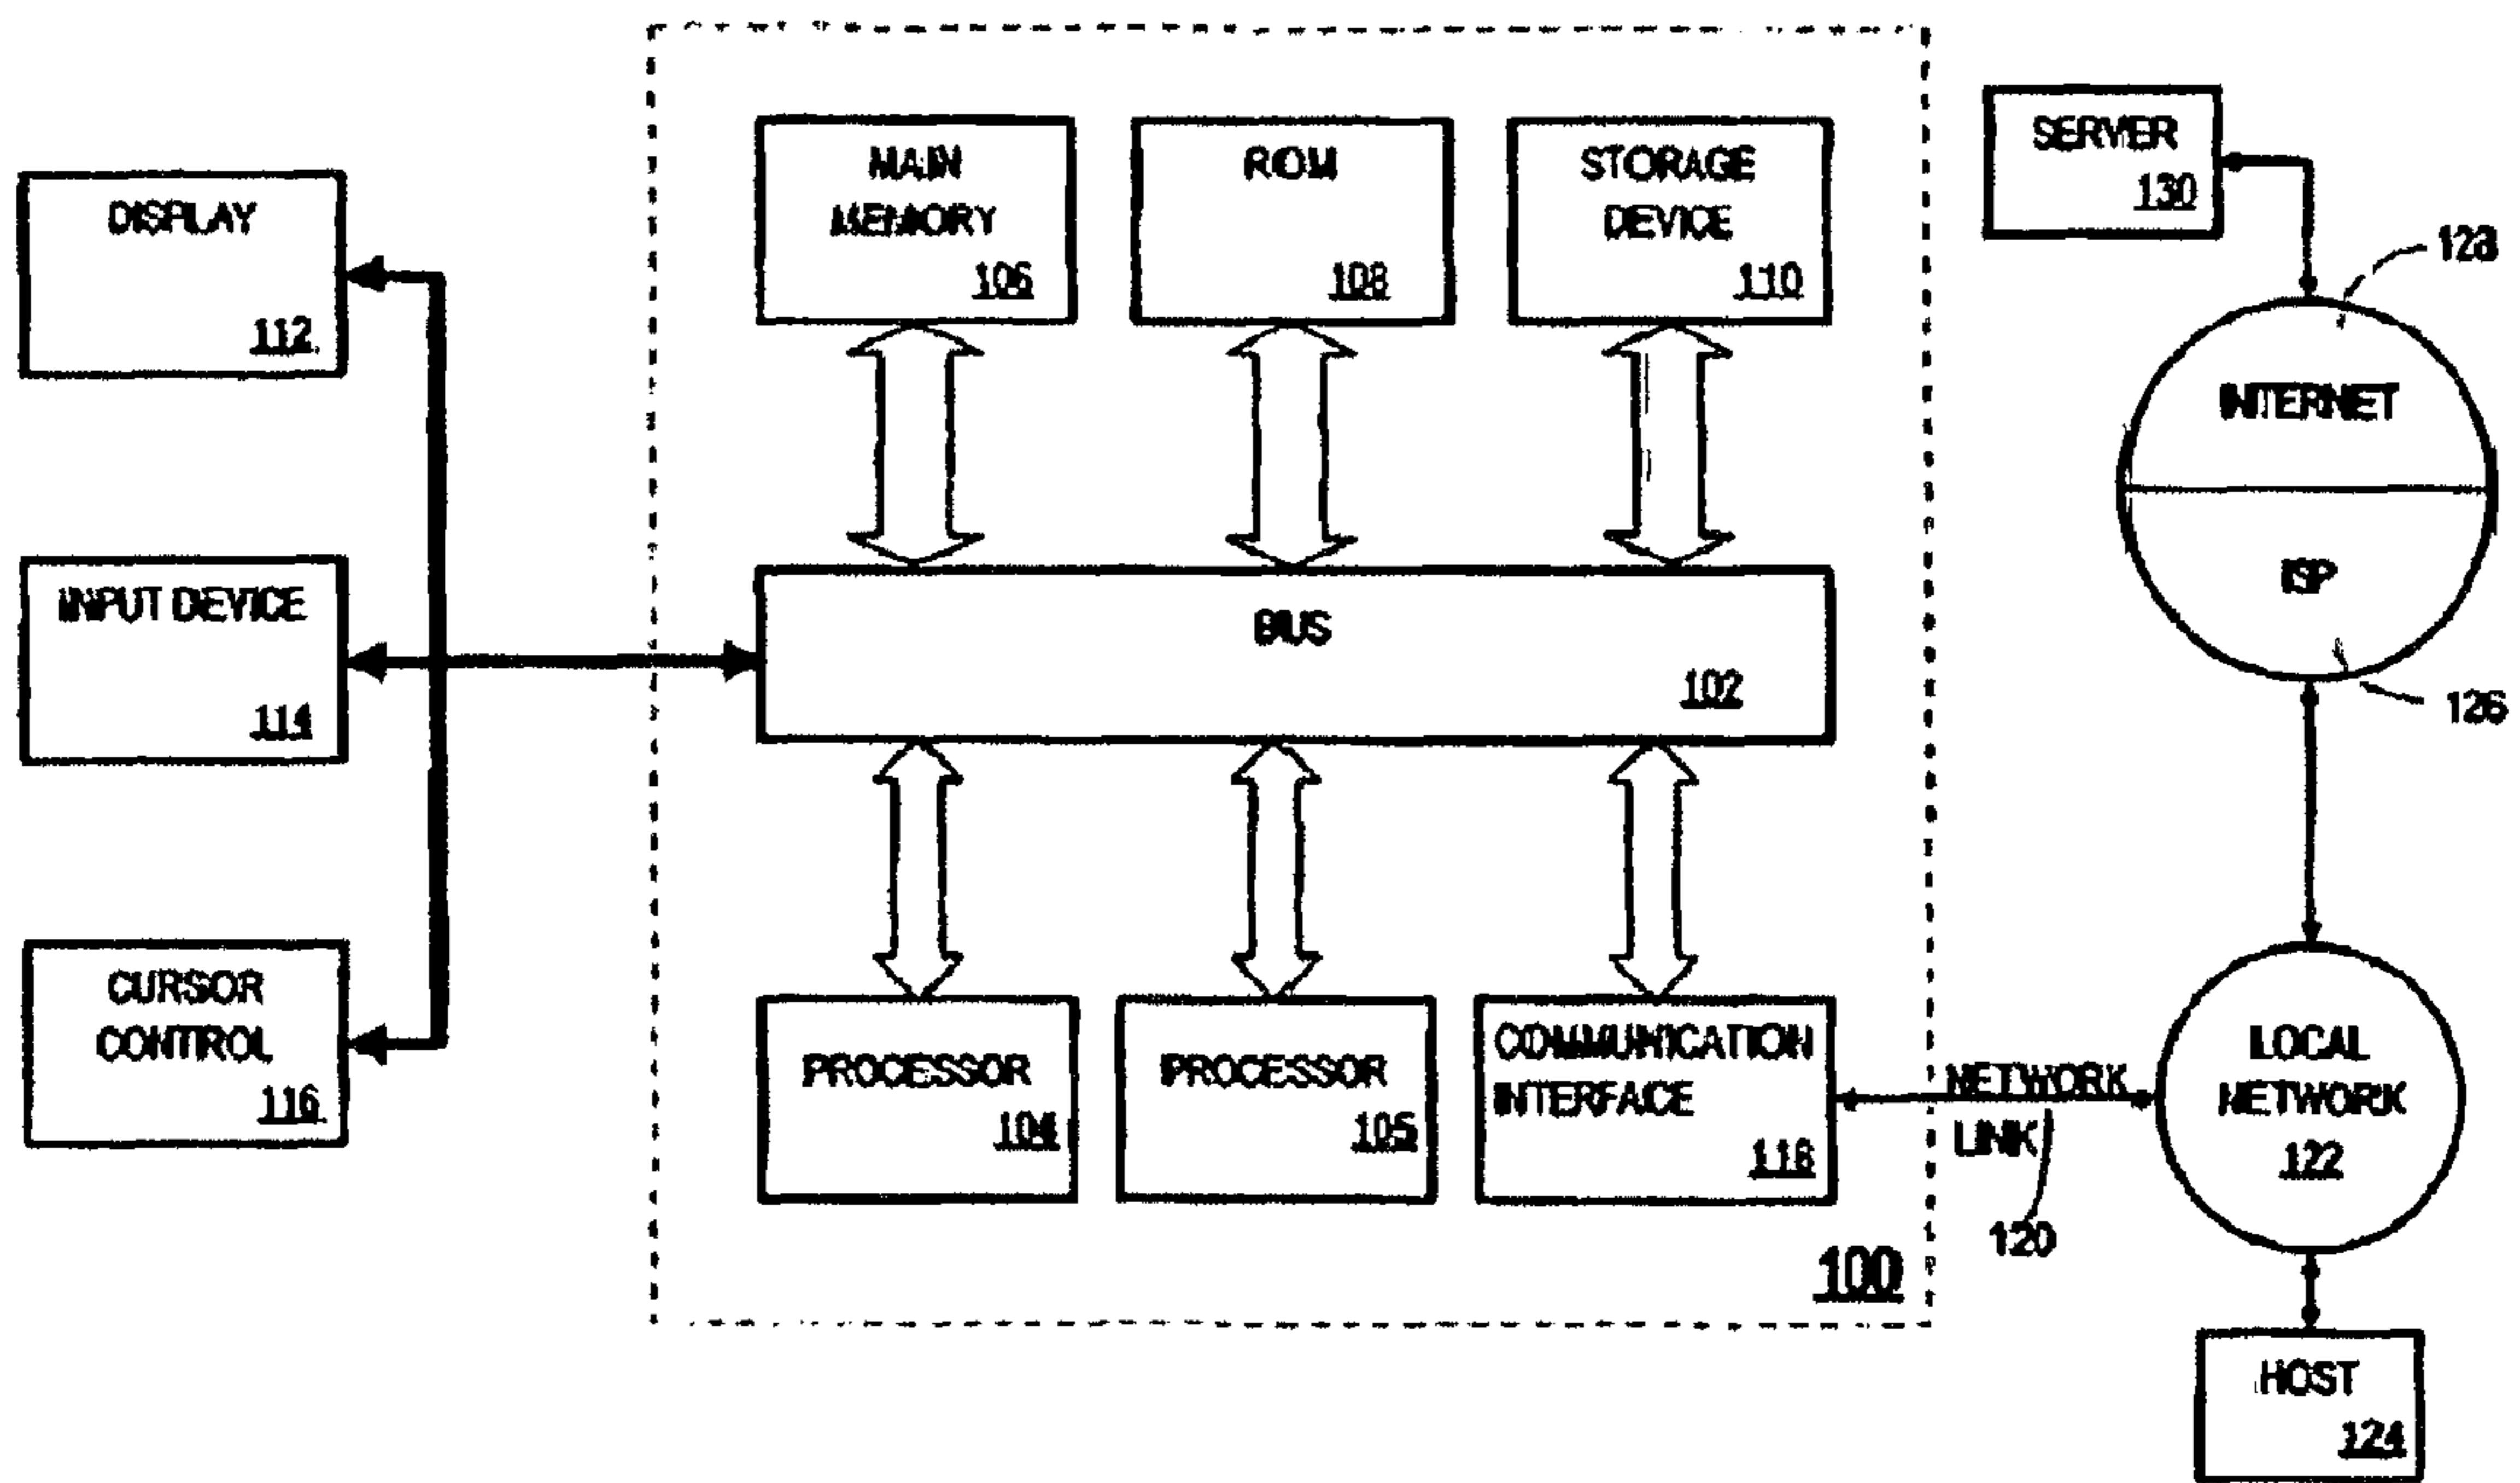 DISPLAY
112
INPUT DEVICE
114
CURSOR
CONTROL
116
MAIN
MEMORY
106
ROM
108
STORAGE
DEVICE
110
BUS
102
PROCESSOR
104
PROCESSOR
105
COMMUNICATION
INTERFACE
118
100
SERVER
130
128
INTERNET
ISP
126
NETWORK
LINK
120
LOCAL
NETWORK
122
HOST
124